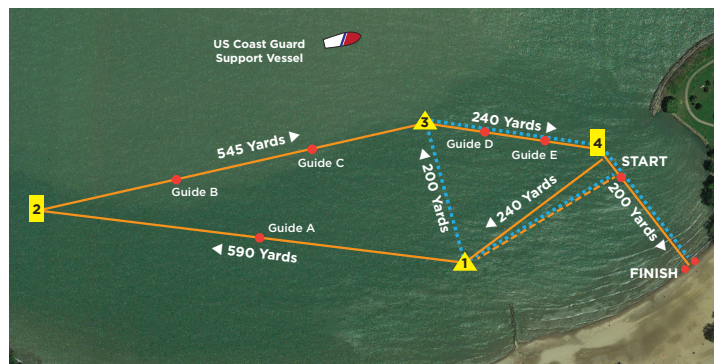 US Coast Guard
Support Vessel
3
240 Yards
4
545 Yards
Guide D
Guide E
Guide C
START
200 Yards
240 Yards
200 Yards
Guide B
2
Guide A
590 Yards
1
FINISH